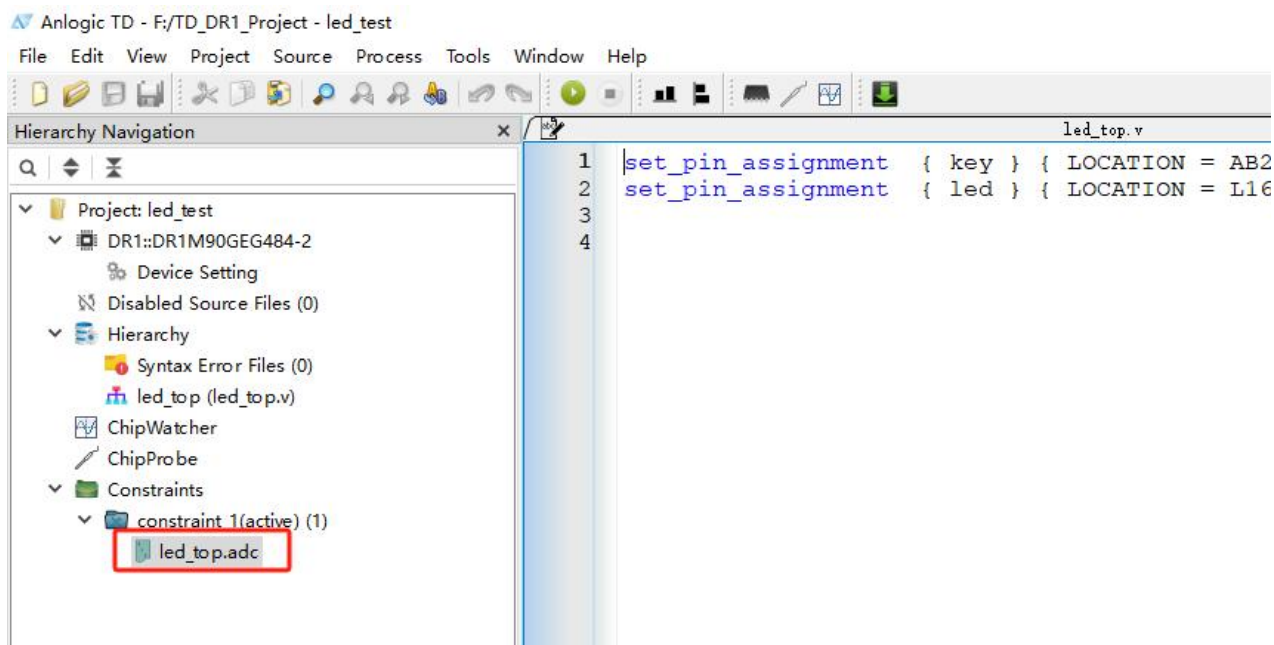 Anlogic TD - F:/TD_DR1_Project - led_test
File Edit View Project Source Process Tools Window Help
Hierarchy Navigation
led_top.v
Project: led_test
DR1::DR1M90GEG484-2
Device Setting
Disabled Source Files (0)
Hierarchy
Syntax Error Files (0)
led_top (led_top.v)
ChipWatcher
ChipProbe
Constraints
constraint_1(active) (1)
led_top.adc
1 set_pin_assignment { key } { LOCATION = AB2
2 set_pin_assignment { led } { LOCATION = L16
3
4